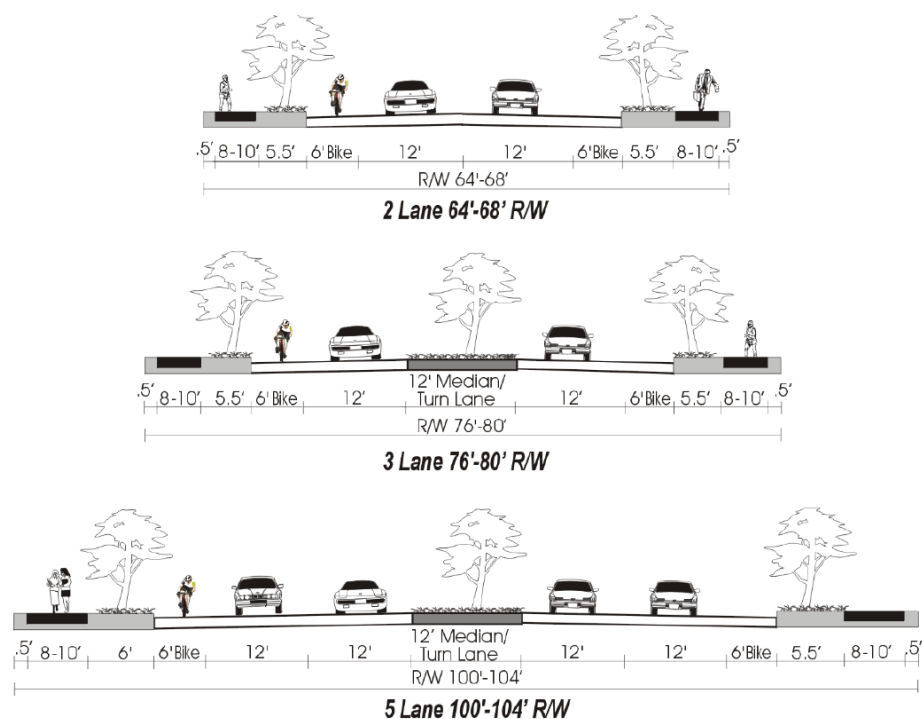 .5' 8-10' 5.5' 6' Bike 12' 12' 6' Bike 5.5' 8-10' .5'
R/W 64'-68'
2 Lane 64'-68' R/W
12' Median/
Turn Lane
.5' 8-10' 5.5' 6' Bike 12' 12' 6' Bike 5.5' 8-10' .5'
R/W 76'-80'
3 Lane 76'-80' R/W
12' Median/
Turn Lane
.5' 8-10' 6' 6' Bike 12' 12' 12' 12' 6' Bike 5.5' 8-10' .5'
R/W 100'-104'
5 Lane 100'-104' R/W